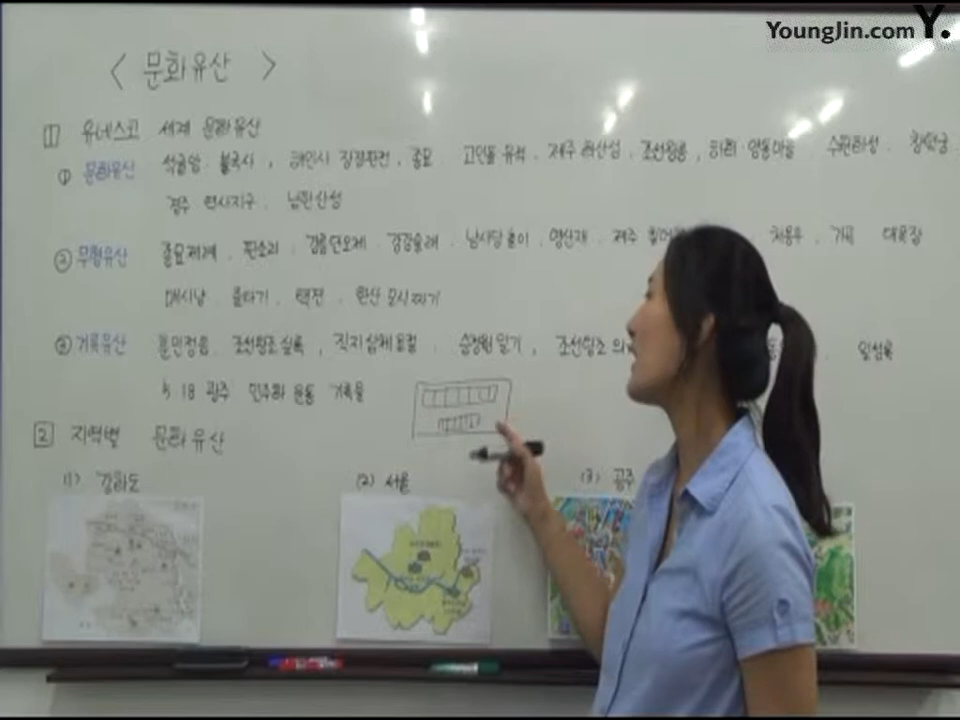 YoungJin.com Y.
< 문화유산 >
1 유네스코 세계 문화유산
① 문화유산 석굴암. 불국사, 해인사 장경판전, 종묘. 고인돌 유적. 제주 화산섬. 조선왕릉, 하회 양동마을 수원화성. 창덕궁
경주 역사지구. 남한산성
② 무형유산 종묘제례. 판소리. 강릉단오제. 강강술래. 남사당놀이. 영산재. 제주 처용무. 가곡 대목장
매사냥. 줄타기. 택견. 한산 모시짜기
③ 기록유산 훈민정음. 조선왕조실록, 직지심체요절. 승정원일기, 조선왕조 일성록
5.18 광주 민주화 운동 기록물
2 지역별 문화유산
(1) 강화도 (2) 서울 (3) 공주